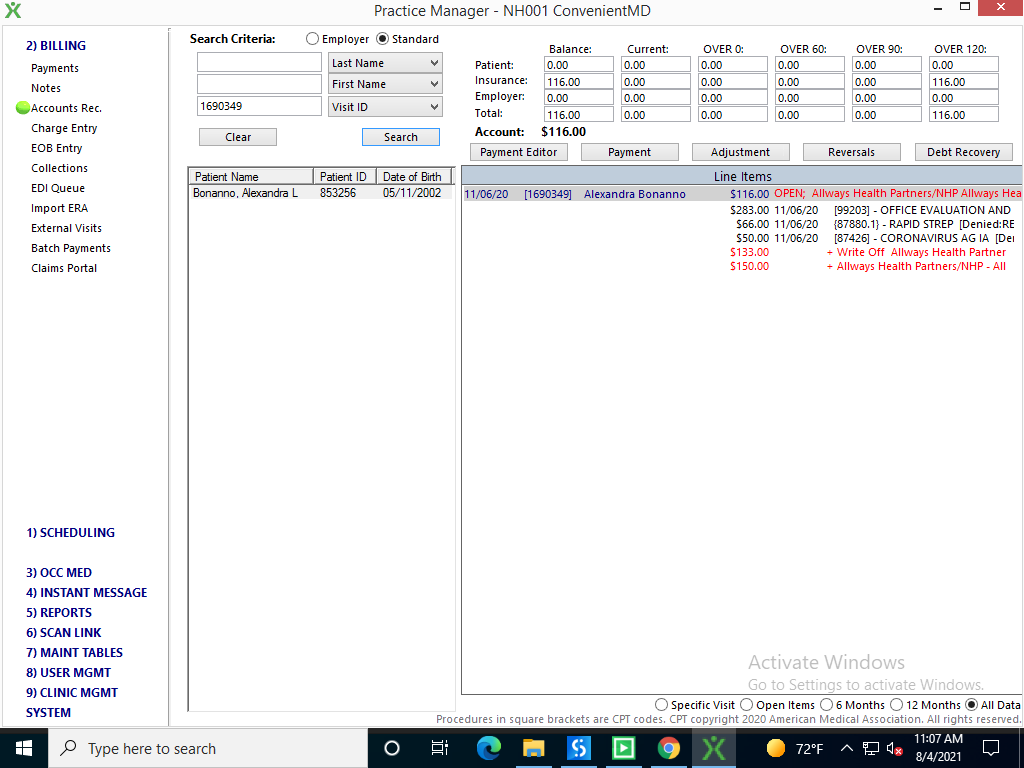 Practice Manager - NH001 ConvenientMD
2) BILLING
Payments
Notes
Accounts Rec.
Charge Entry
EOB Entry
Collections
EDI Queue
Import ERA
External Visits
Batch Payments
Claims Portal
1) SCHEDULING
3) OCC MED
4) INSTANT MESSAGE
5) REPORTS
6) SCAN LINK
7) MAINT TABLES
8) USER MGMT
9) CLINIC MGMT
SYSTEM
Search Criteria: Employer Standard
Last Name
First Name
1690349 Visit ID
Clear Search
Patient Name Patient ID Date of Birth
Bonanno, Alexandra L 853256 05/11/2002
Balance: Current: OVER 0: OVER 60: OVER 90: OVER 120:
Patient: 0.00 0.00 0.00 0.00 0.00 0.00
Insurance: 116.00 0.00 0.00 0.00 0.00 116.00
Employer: 0.00 0.00 0.00 0.00 0.00 0.00
Total: 116.00 0.00 0.00 0.00 0.00 116.00
Account: $116.00
Payment Editor Payment Adjustment Reversals Debt Recovery
Line Items
11/06/20 [1690349] Alexandra Bonanno $116.00 OPEN; Allways Health Partners/NHP Allways Hea
$283.00 11/06/20 [99203] - OFFICE EVALUATION AND
$66.00 11/06/20 {87880.1} - RAPID STREP [Denied:RE
$50.00 11/06/20 [87426] - CORONAVIRUS AG IA [Del
$133.00 + Write Off Allways Health Partner
$150.00 + Allways Health Partners/NHP - All
Activate Windows
Go to Settings to activate Windows.
Specific Visit Open Items 6 Months 12 Months All Data
Procedures in square brackets are CPT codes. CPT copyright 2020 American Medical Association. All rights reserved.
Type here to search
72°F
11:07 AM
8/4/2021